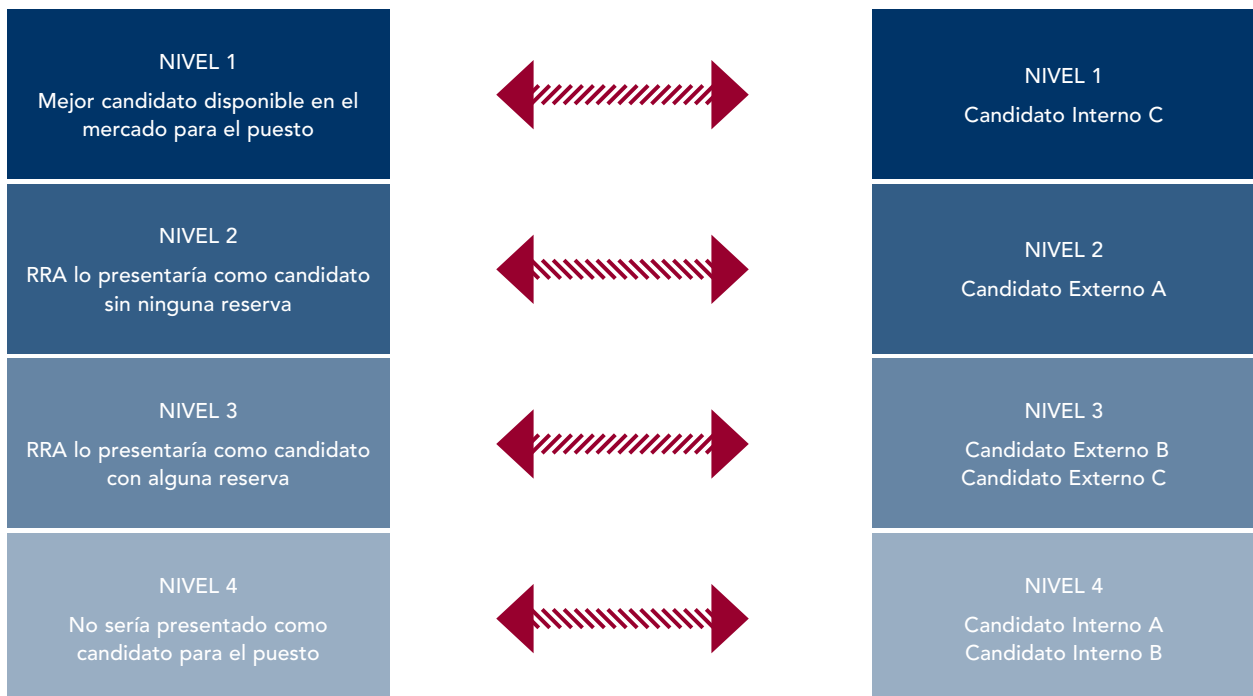 NIVEL 1
Mejor candidato disponible en el
mercado para el puesto
NIVEL 1
Candidato Interno C
NIVEL 2
RRA lo presentaría como candidato
sin ninguna reserva
NIVEL 2
Candidato Externo A
NIVEL 3
RRA lo presentaría como candidato
con alguna reserva
NIVEL 3
Candidato Externo B
Candidato Externo C
NIVEL 4
No sería presentado como
candidato para el puesto
NIVEL 4
Candidato Interno A
Candidato Interno B